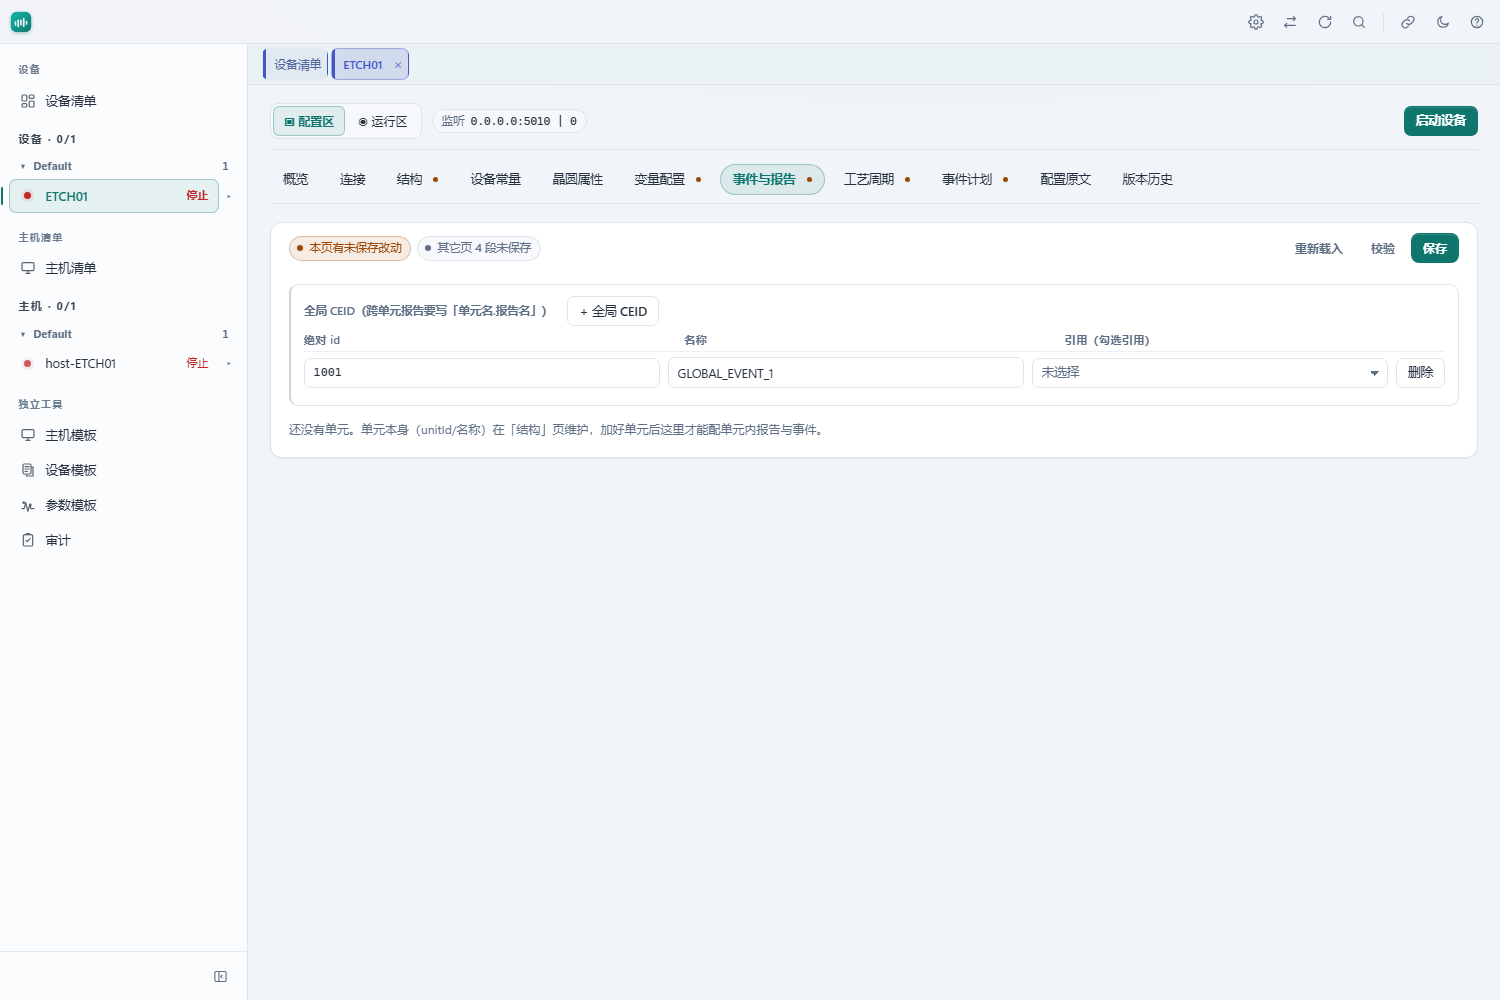 设备
设备清单
设备 · 0/1
Default 1
ETCH01 停止
主机清单
主机清单
主机 · 0/1
Default 1
host-ETCH01 停止
独立工具
主机模板
设备模板
参数模板
审计
设备清单 ETCH01 ×
配置区 运行区 监听 0.0.0.0:5010 | 0 启动设备
概览 连接 结构 设备常量 晶圆属性 变量配置 事件与报告 工艺周期 事件计划 配置原文 版本历史
本页有未保存改动 其它页 4 段未保存 重新载入 校验 保存
全局 CEID（跨单元报告要写「单元名.报告名」） + 全局 CEID
绝对 id 名称 引用（勾选引用）
1001 GLOBAL_EVENT_1 未选择 删除
还没有单元。单元本身（unitId/名称）在「结构」页维护，加好单元后这里才能配单元内报告与事件。